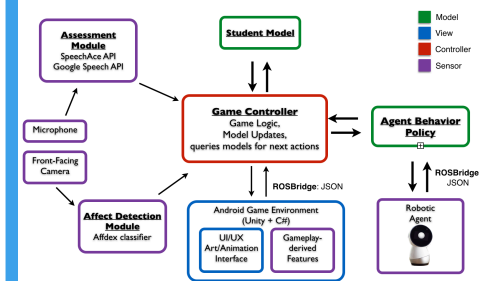 Assessment
Module
SpeechAce API
Google Speech API
Student Model
Model
View
Controller
Sensor
Microphone
Front-Facing
Camera
Game Controller
Game Logic,
Model Updates,
queries models for next actions
Agent Behavior
Policy
Affect Detection
Module
Affdex classifier
ROSBridge: JSON
ROSBridge
JSON
Android Game Environment
(Unity + C#)
UI/UX
Art/Animation
Interface
Gameplay-
derived
Features
Robotic
Agent